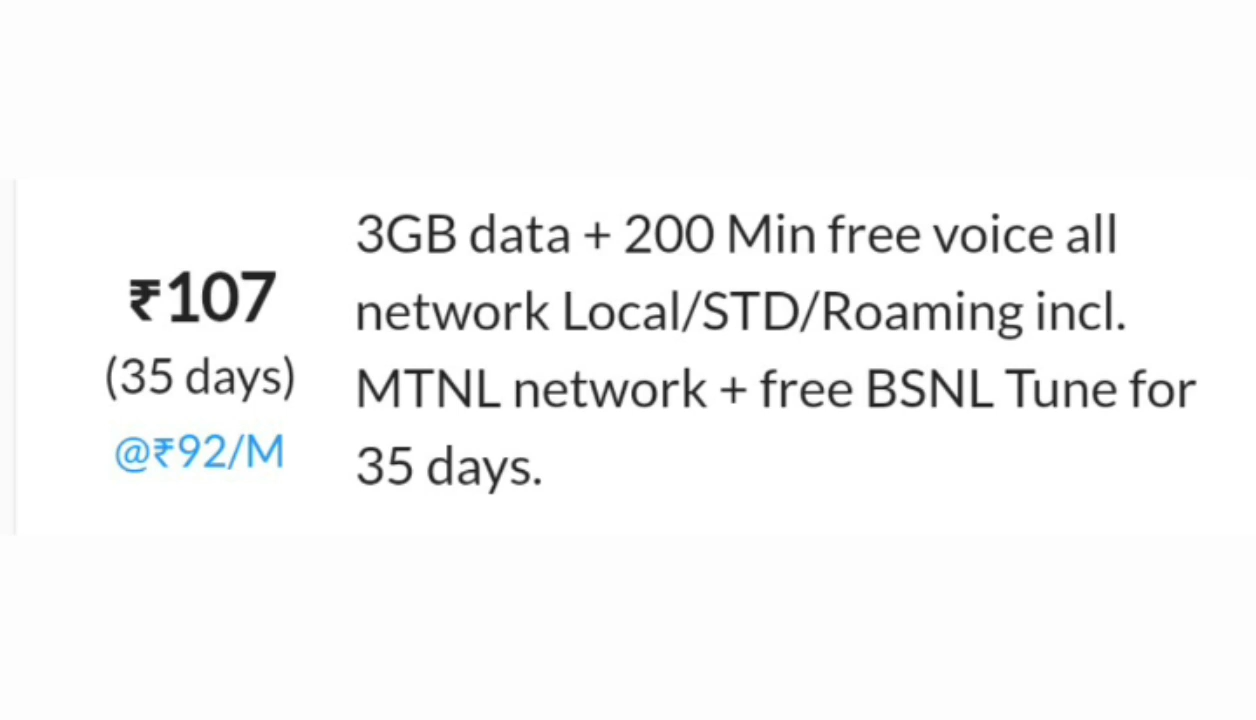 ₹107
(35 days)
@₹92/M
3GB data + 200 Min free voice all
network Local/STD/Roaming incl.
MTNL network + free BSNL Tune for
35 days.